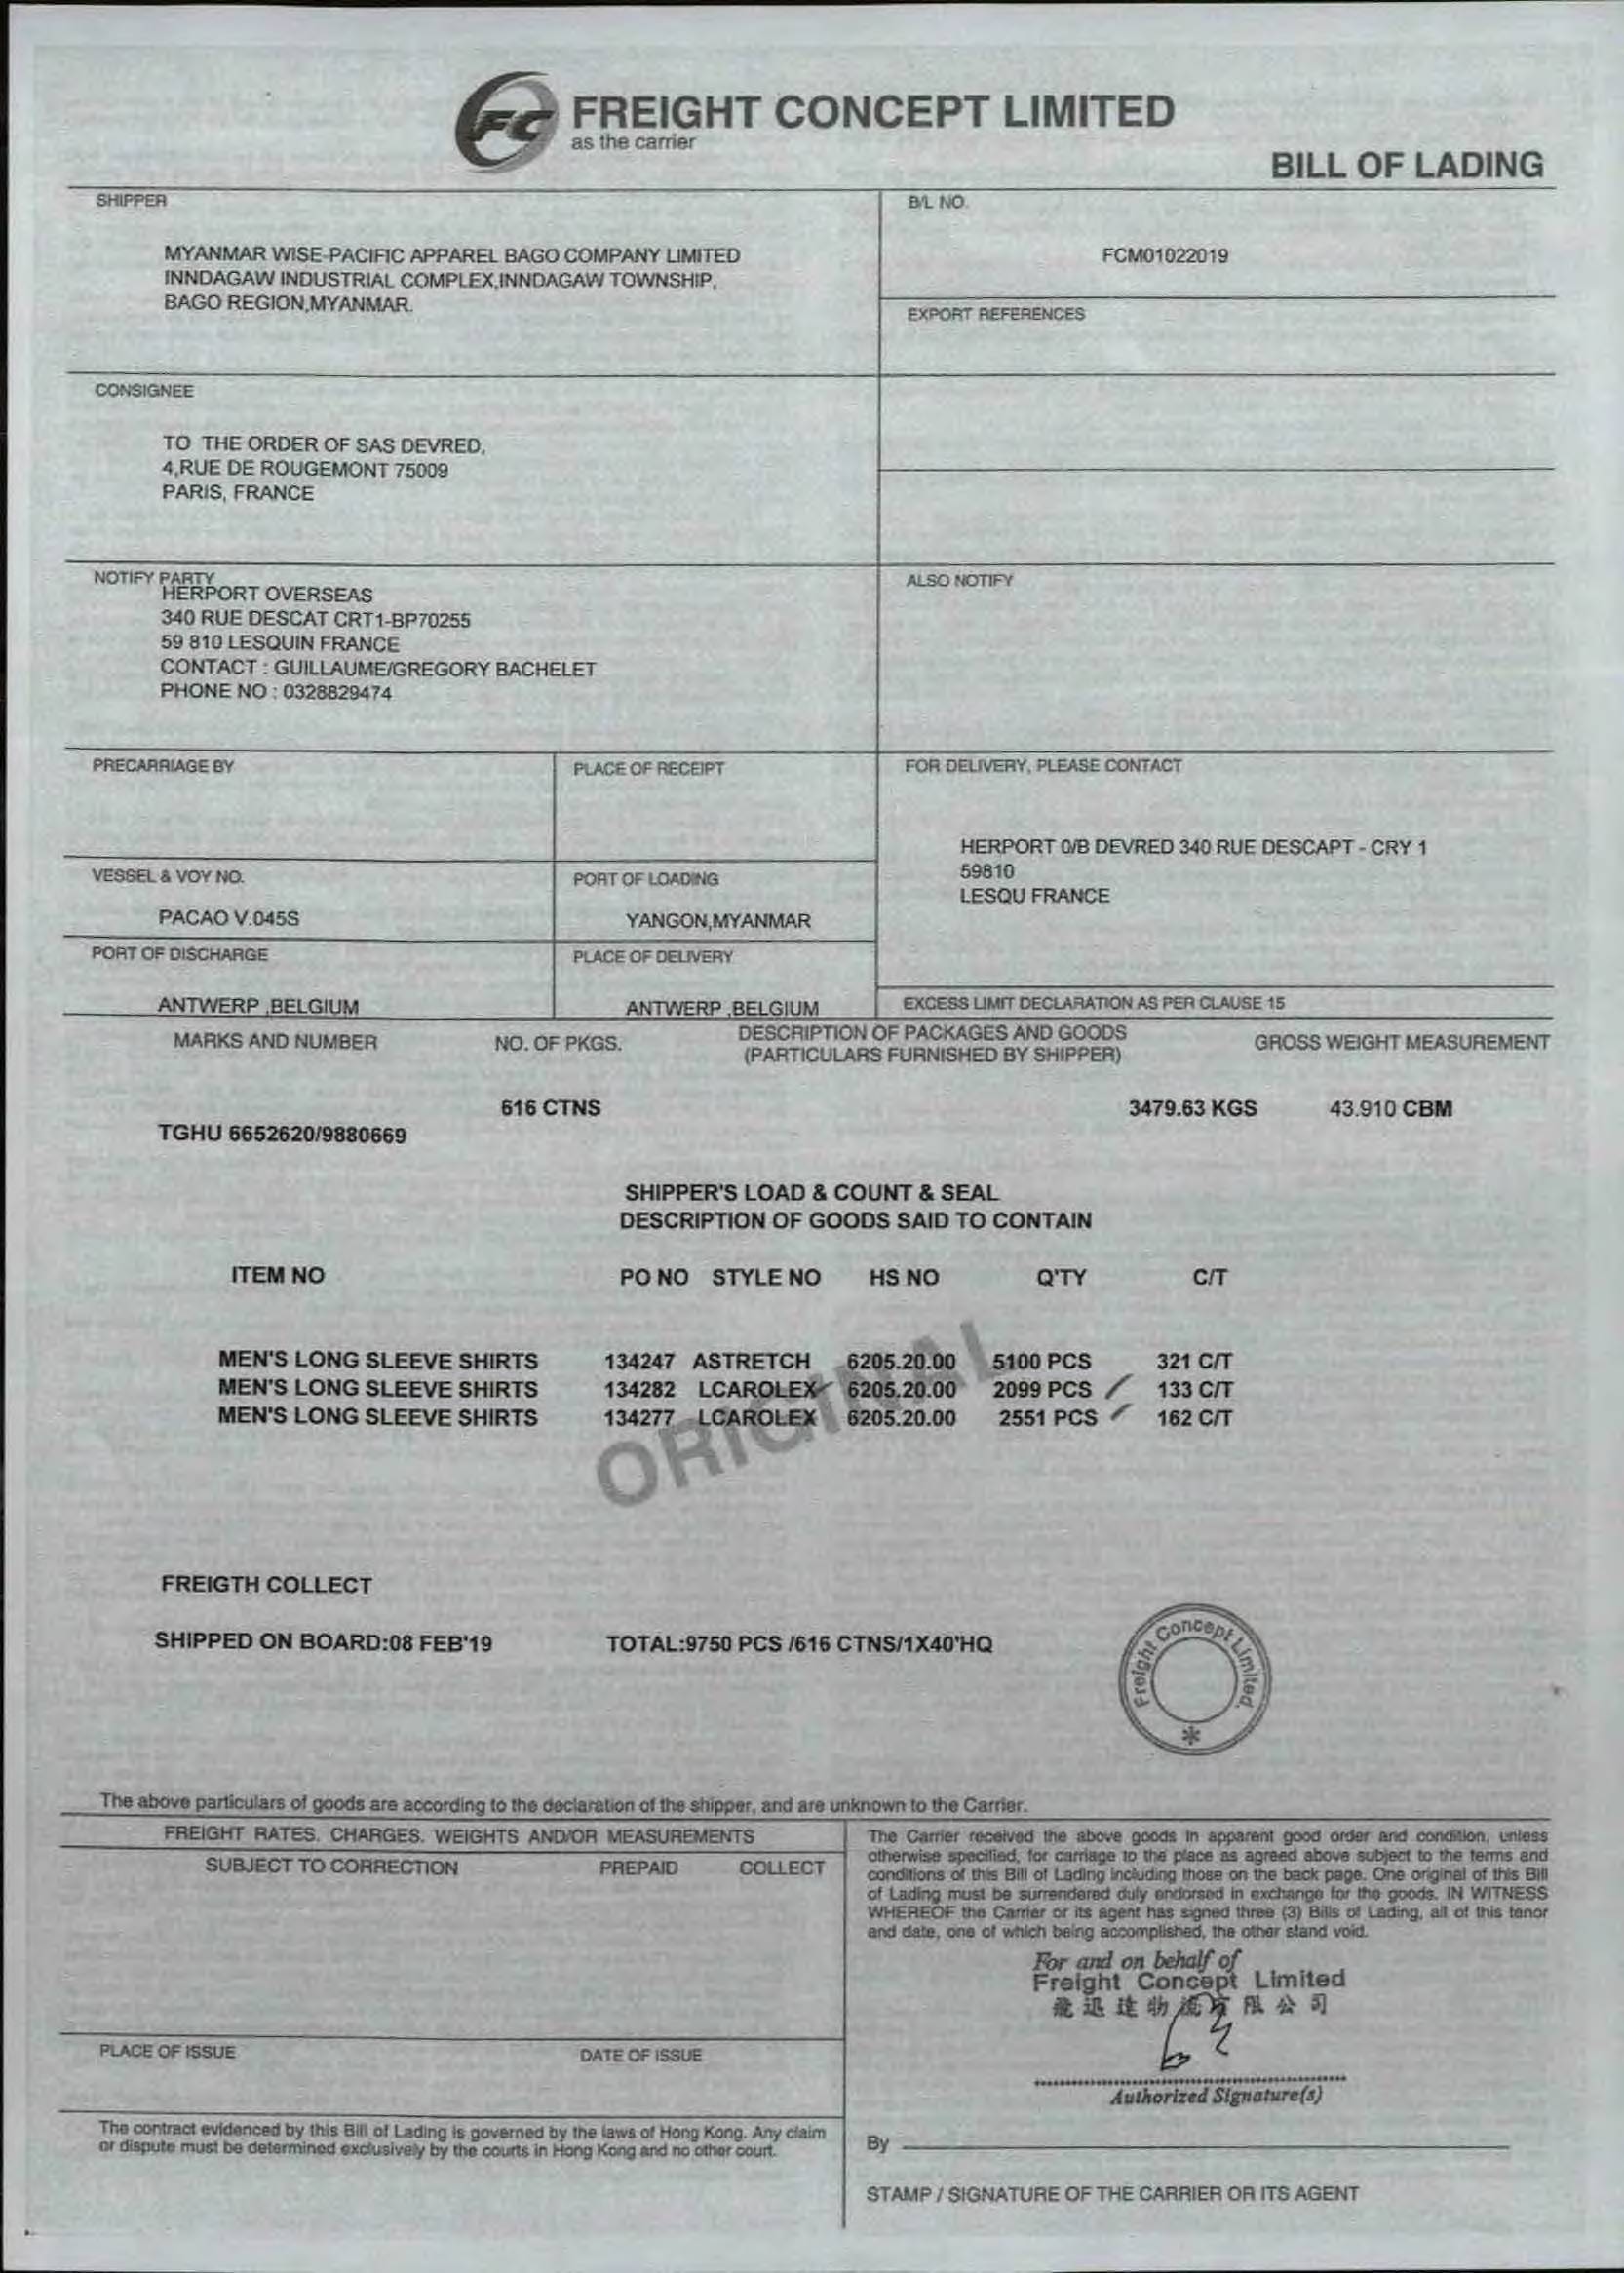 FC FREIGHT CONCEPT LIMITED
as the carrier
BILL OF LADING
SHIPPER
MYANMAR WISE-PACIFIC APPAREL BAGO COMPANY LIMITED
INNDAGAW INDUSTRIAL COMPLEX,INNDAGAW TOWNSHIP,
BAGO REGION,MYANMAR.
B/L NO.
FCM01022019
EXPORT REFERENCES
CONSIGNEE
TO THE ORDER OF SAS DEVRED,
4,RUE DE ROUGEMONT 75009
PARIS, FRANCE
NOTIFY PARTY
HERPORT OVERSEAS
340 RUE DESCAT CRT1-BP70255
59 810 LESQUIN FRANCE
CONTACT : GUILLAUME/GREGORY BACHELET
PHONE NO : 0328829474
ALSO NOTIFY
PRECARRIAGE BY
PLACE OF RECEIPT
FOR DELIVERY, PLEASE CONTACT
HERPORT 0/B DEVRED 340 RUE DESCAPT - CRY 1
59810
LESQU FRANCE
VESSEL & VOY NO.
PACAO V.045S
PORT OF LOADING
YANGON,MYANMAR
PORT OF DISCHARGE
ANTWERP ,BELGIUM
PLACE OF DELIVERY
ANTWERP ,BELGIUM
EXCESS LIMIT DECLARATION AS PER CLAUSE 15
MARKS AND NUMBER NO. OF PKGS. DESCRIPTION OF PACKAGES AND GOODS GROSS WEIGHT MEASUREMENT
(PARTICULARS FURNISHED BY SHIPPER)
616 CTNS 3479.63 KGS 43.910 CBM
TGHU 6652620/9880669
SHIPPER'S LOAD & COUNT & SEAL
DESCRIPTION OF GOODS SAID TO CONTAIN
ITEM NO PO NO STYLE NO HS NO Q'TY C/T
MEN'S LONG SLEEVE SHIRTS 134247 ASTRETCH 6205.20.00 5100 PCS 321 C/T
MEN'S LONG SLEEVE SHIRTS 134282 LCAROLEX 6205.20.00 2099 PCS 133 C/T
MEN'S LONG SLEEVE SHIRTS 134277 LCAROLEX 6205.20.00 2551 PCS 162 C/T
ORIGINAL
FREIGTH COLLECT
SHIPPED ON BOARD:08 FEB'19 TOTAL:9750 PCS /616 CTNS/1X40'HQ
Freight Concept Limited.
The above particulars of goods are according to the declaration of the shipper, and are unknown to the Carrier.
FREIGHT RATES, CHARGES, WEIGHTS AND/OR MEASUREMENTS
SUBJECT TO CORRECTION PREPAID COLLECT
The Carrier received the above goods in apparent good order and condition, unless
otherwise specified, for carriage to the place as agreed above subject to the terms and
conditions of this Bill of Lading including those on the back page. One original of this Bill
of Lading must be surrendered duly endorsed in exchange for the goods. IN WITNESS
WHEREOF the Carrier or its agent has signed three (3) Bills of Lading, all of this tenor
and date, one of which being accomplished, the other stand void.
For and on behalf of
Freight Concept Limited
物流有限公司
Authorized Signature(s)
PLACE OF ISSUE
DATE OF ISSUE
The contract evidenced by this Bill of Lading is governed by the laws of Hong Kong. Any claim
or dispute must be determined exclusively by the courts in Hong Kong and no other court.
By
STAMP / SIGNATURE OF THE CARRIER OR ITS AGENT